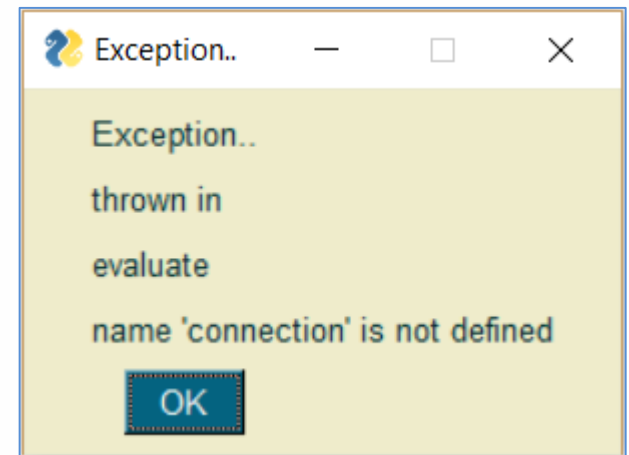 Exception..
Exception..
thrown in
evaluate
name 'connection' is not defined
OK